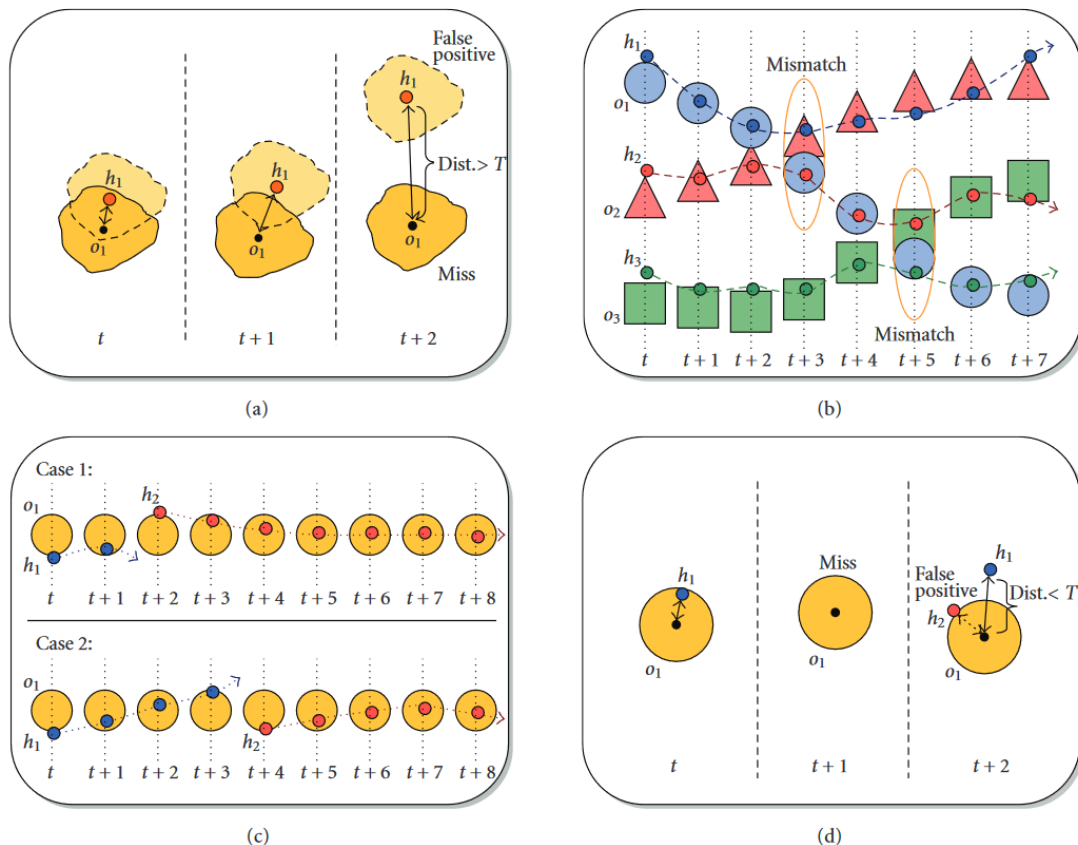 False
positive
h₁
Dist.> T
h₁
h₁
o₁
o₁
o₁
Miss
t
t + 1
t + 2
(a)
h₁
Mismatch
o₁
h₂
o₂
h₃
o₃
Mismatch
t
t + 1
t + 2
t + 3
t + 4
t + 5
t + 6
t + 7
(b)
Case 1:
h₂
o₁
h₁
t
t + 1
t + 2
t + 3
t + 4
t + 5
t + 6
t + 7
t + 8
Case 2:
o₁
h₁
h₂
t
t + 1
t + 2
t + 3
t + 4
t + 5
t + 6
t + 7
t + 8
(c)
h₁
o₁
t
Miss
o₁
t + 1
h₁
False
positive
Dist.< T
h₂
o₁
t + 2
(d)